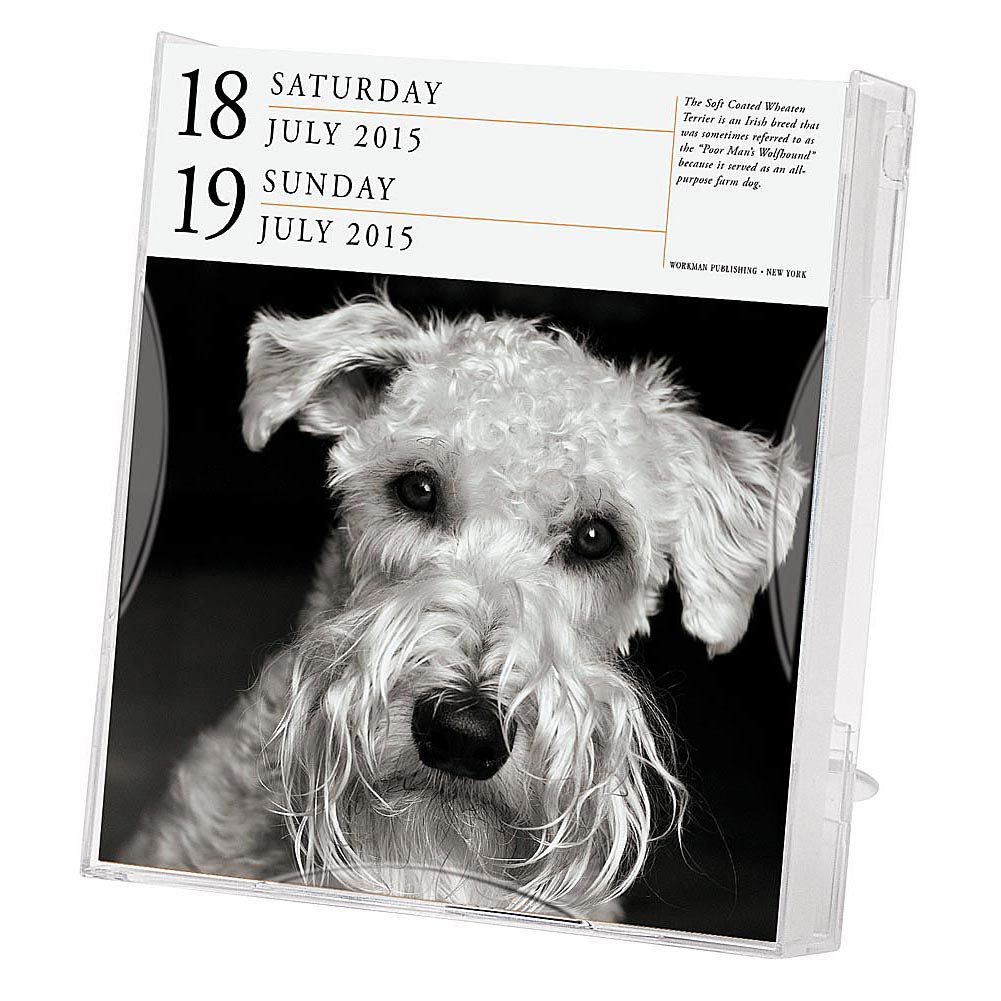 18 SATURDAY
JULY 2015
19 SUNDAY
JULY 2015
The Soft Coated Wheaten
Terrier is an Irish breed that
was sometimes referred to as
the "Poor Man's Wolfhound"
because it served as an all-
purpose farm dog.
WORKMAN PUBLISHING • NEW YORK